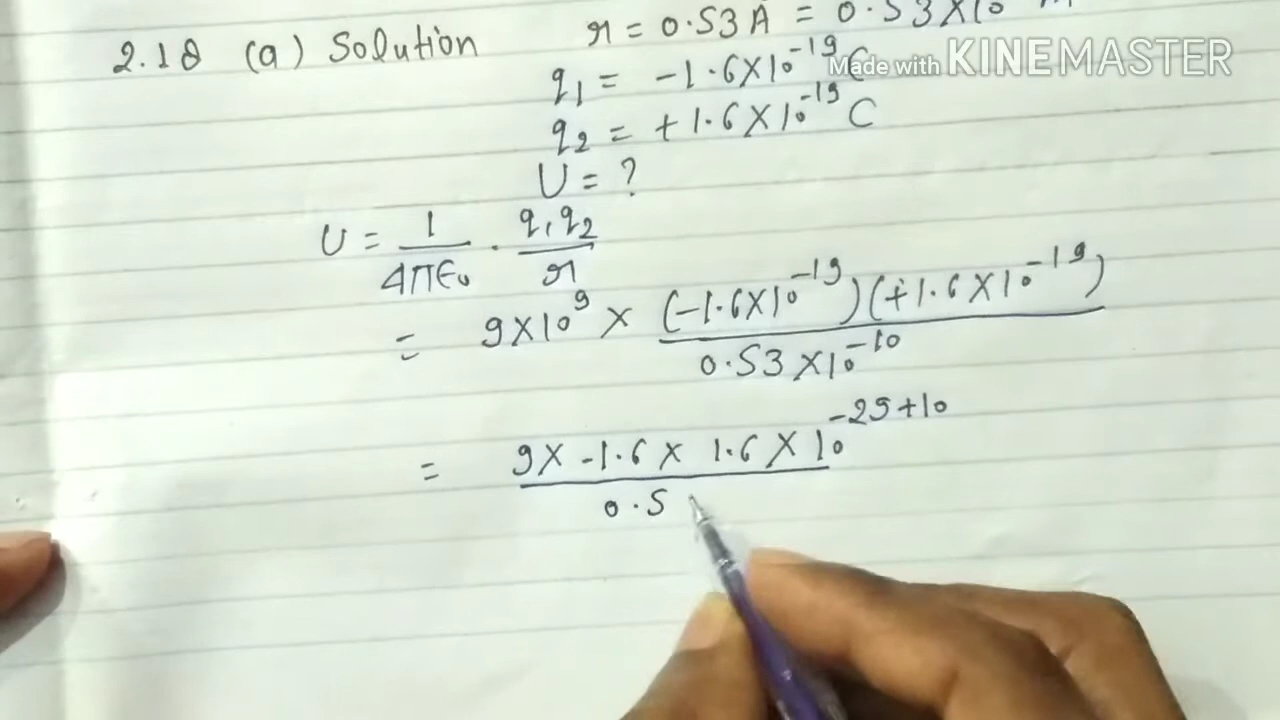 2.18 (a) Solution r = 0.53 Å = 0.53 × 10
q₁ = -1.6×10⁻¹⁹ C
Made with KINEMASTER
q₂ = +1.6×10⁻¹⁹ C
U = ?
U = 1/4πϵ₀ · q₁q₂/r
= 9×10⁹ × (-1.6×10⁻¹⁹)(+1.6×10⁻¹⁹)/0.53×10⁻¹⁰
= 9× -1.6 × 1.6 × 10⁻²⁹⁺¹⁰/0.5